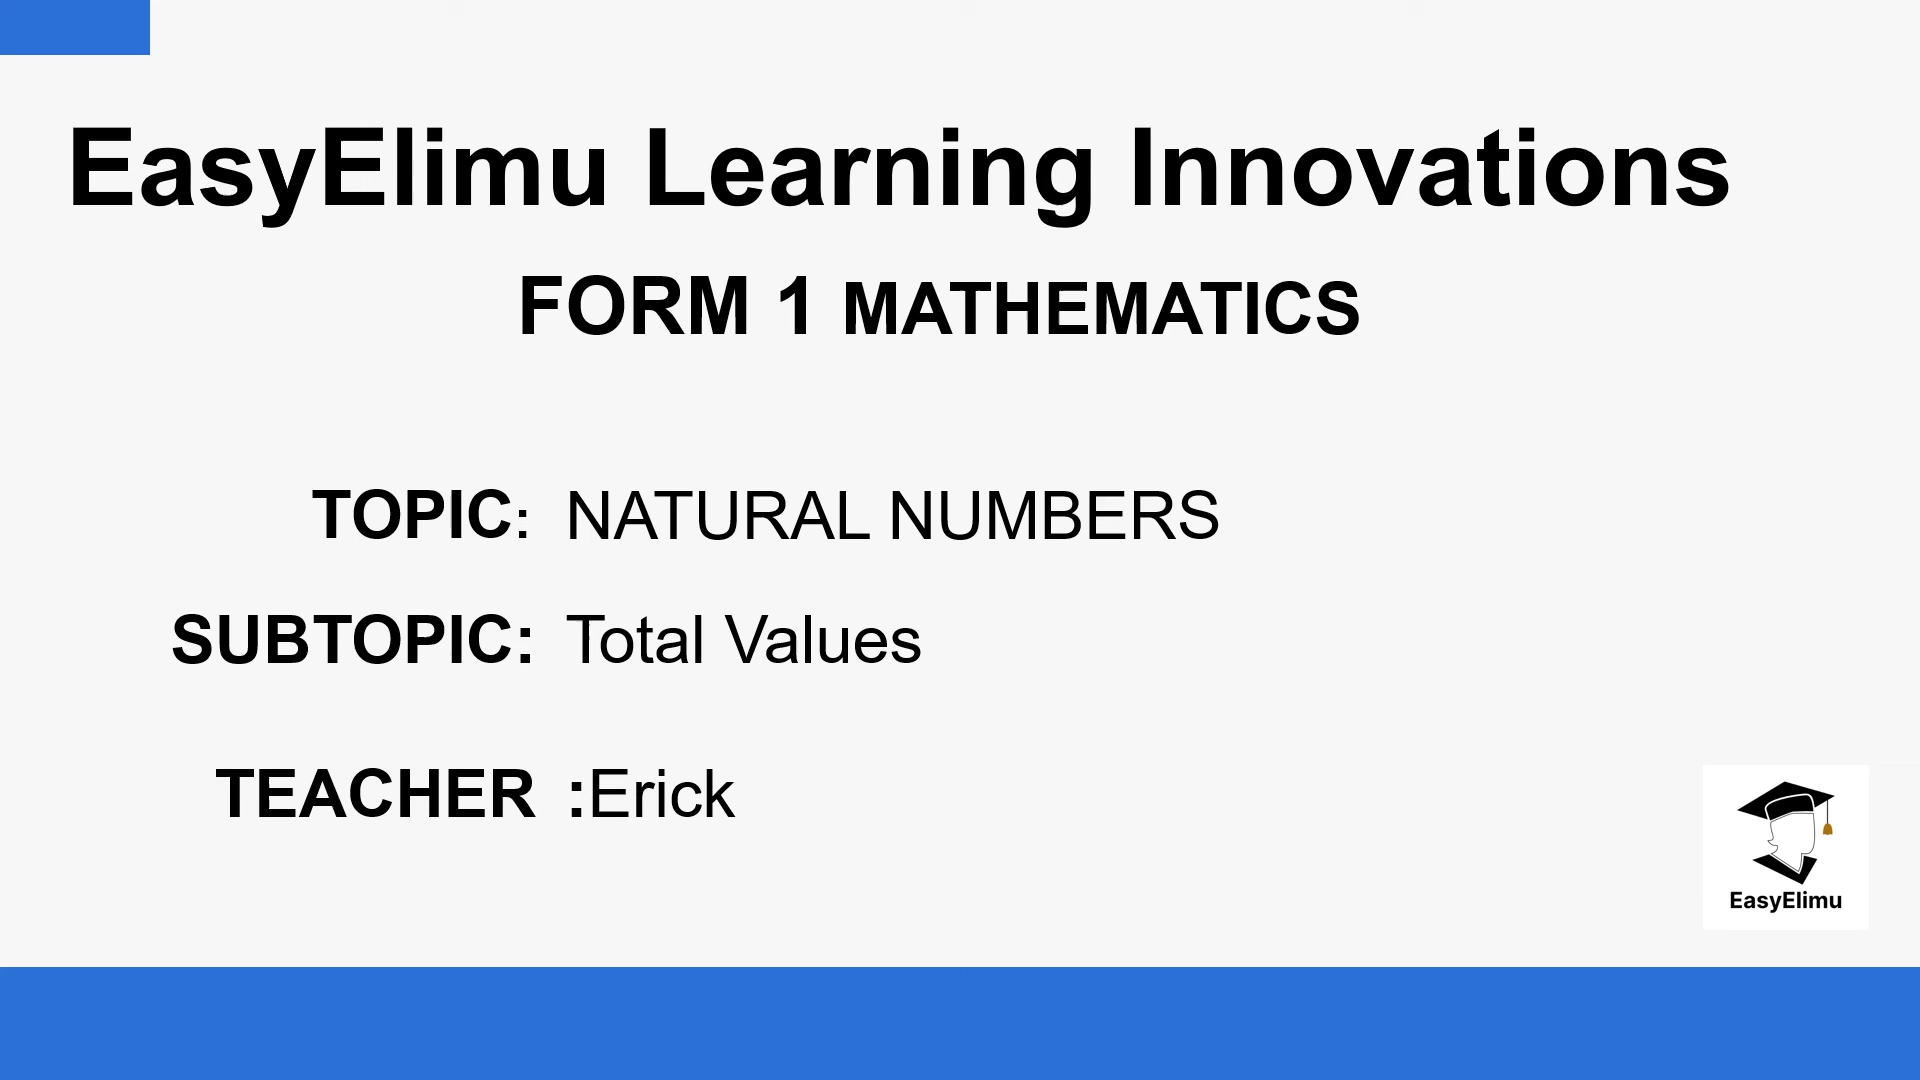 EasyElimu Learning Innovations
FORM 1 MATHEMATICS
TOPIC: NATURAL NUMBERS
SUBTOPIC: Total Values
TEACHER :Erick
EasyElimu